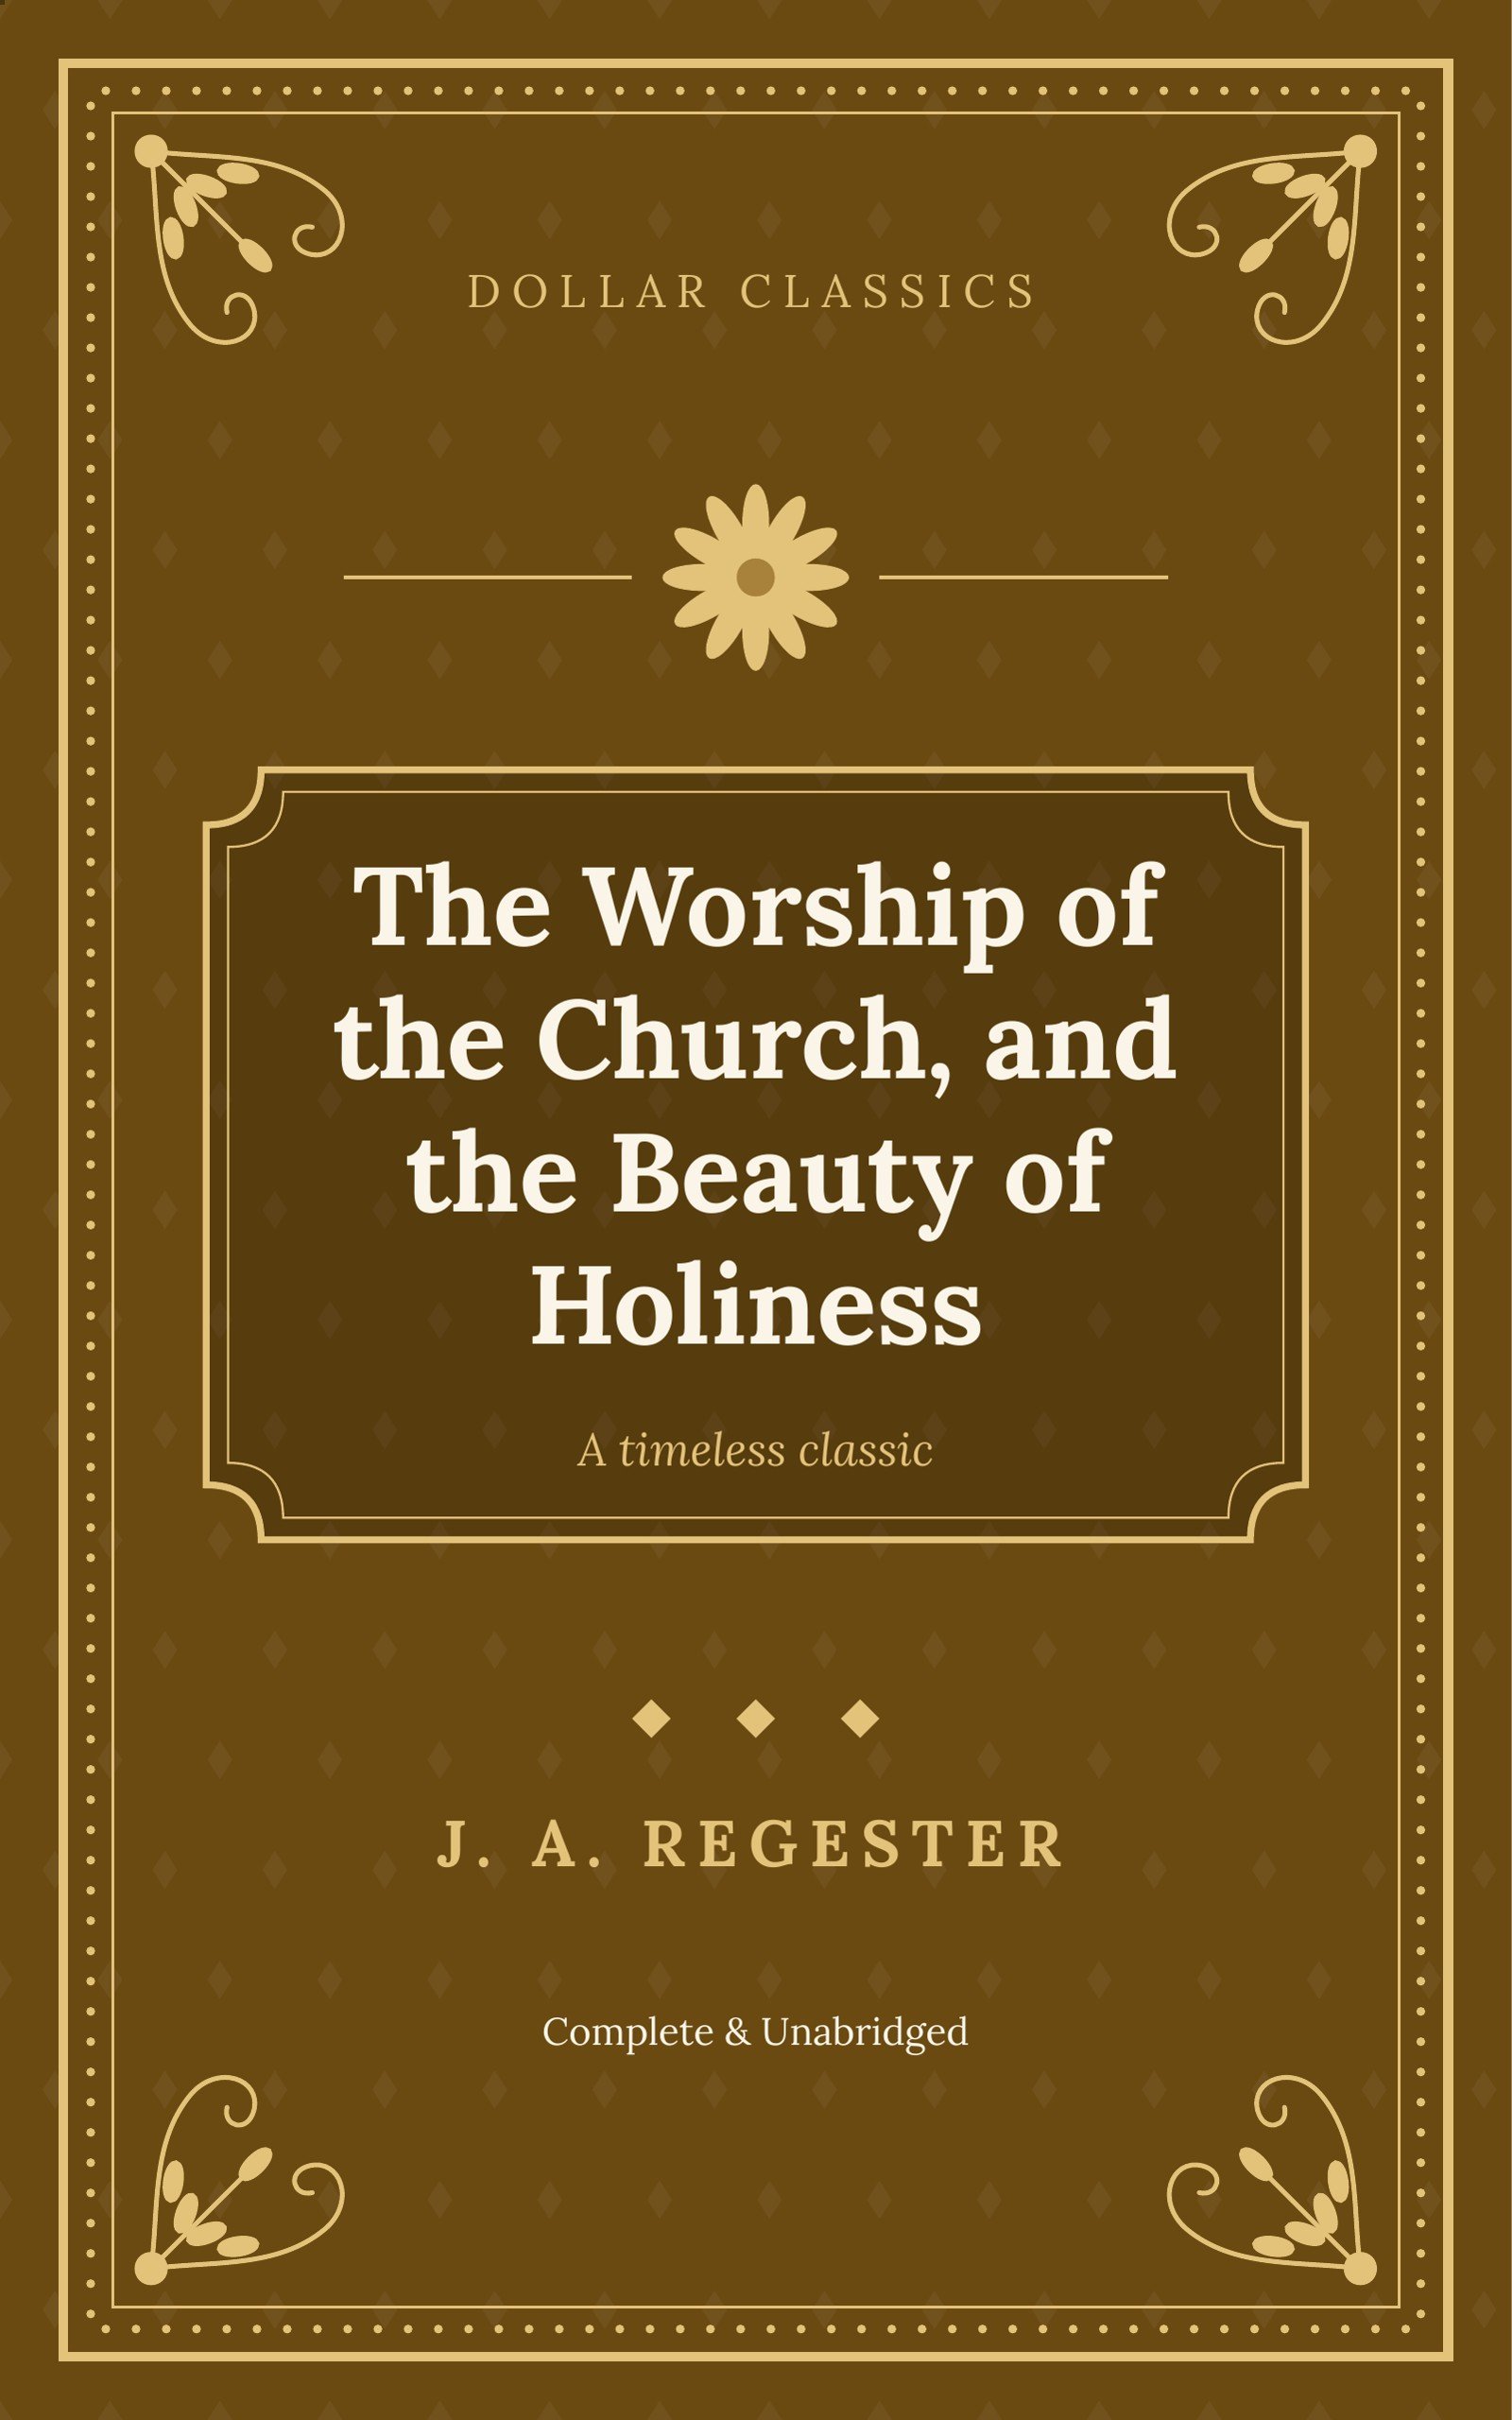 DOLLAR CLASSICS
The Worship of
the Church, and
the Beauty of
Holiness
A timeless classic
J. A. REGESTER
Complete & Unabridged